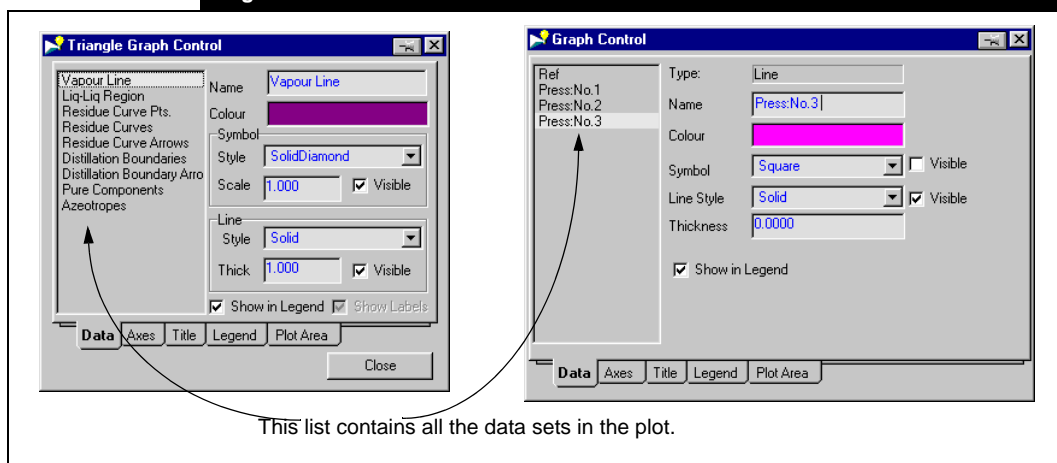 Triangle Graph Control
Vapour Line
Liq-Liq Region
Residue Curve Pts.
Residue Curves
Residue Curve Arrows
Distillation Boundaries
Distillation Boundary Arro
Pure Components
Azeotropes
Name Vapour Line
Colour
Symbol
Style SolidDiamond
Scale 1.000 Visible
Line
Style Solid
Thick 1.000 Visible
Show in Legend Show Labels
Data Axes Title Legend Plot Area
Close
Graph Control
Ref
Press:No.1
Press:No.2
Press:No.3
Type: Line
Name Press:No.3
Colour
Symbol Square Visible
Line Style Solid Visible
Thickness 0.0000
Show in Legend
Data Axes Title Legend Plot Area
This list contains all the data sets in the plot.